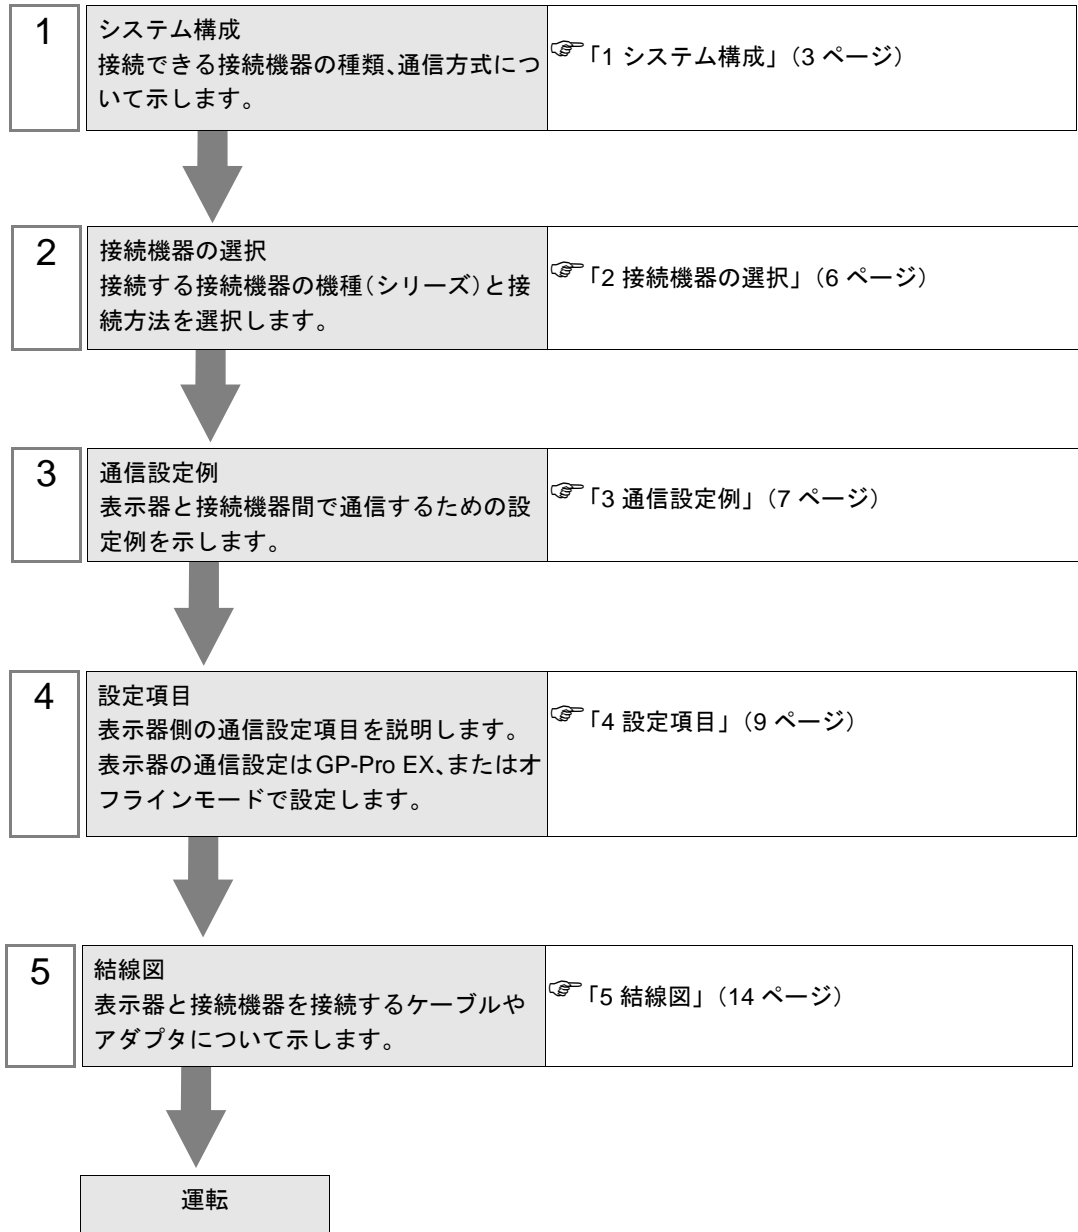 1
システム構成
接続できる接続機器の種類、通信方式につ
いて示します。
☞「1 システム構成」(3 ページ)
2
接続機器の選択
接続する接続機器の機種（シリーズ）と接
続方法を選択します。
☞「2 接続機器の選択」(6 ページ)
3
通信設定例
表示器と接続機器間で通信するための設
定例を示します。
☞「3 通信設定例」(7 ページ)
4
設定項目
表示器側の通信設定項目を説明します。
表示器の通信設定はGP-Pro EX、またはオ
フラインモードで設定します。
☞「4 設定項目」(9 ページ)
5
結線図
表示器と接続機器を接続するケーブルや
アダプタについて示します。
☞「5 結線図」(14 ページ)
運転